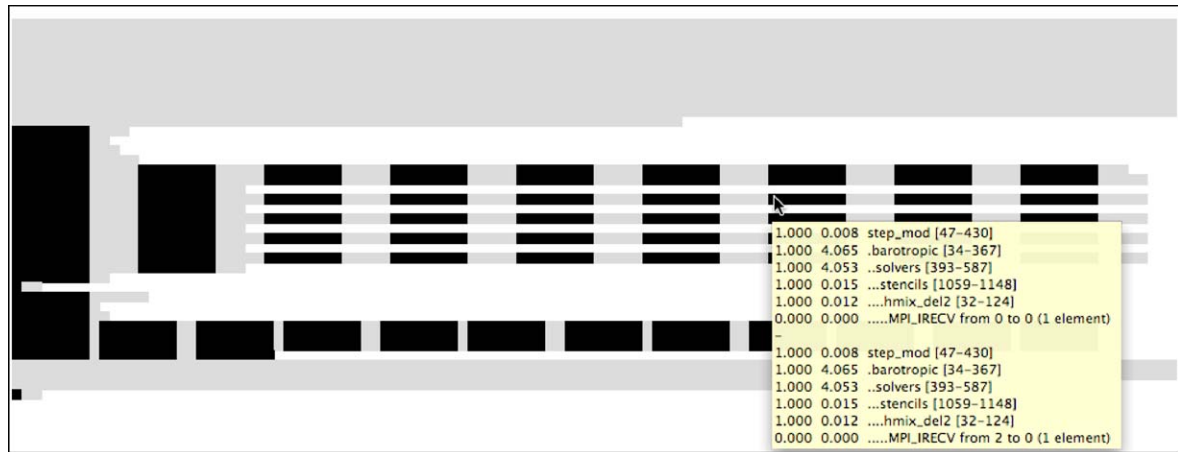 1.000 0.008 step_mod [47-430]
1.000 4.065 .barotropic [34-367]
1.000 4.053 ..solvers [393-587]
1.000 0.015 ...stencils [1059-1148]
1.000 0.012 ....hmix_del2 [32-124]
0.000 0.000 .....MPI_IRECV from 0 to 0 (1 element)
-
1.000 0.008 step_mod [47-430]
1.000 4.065 .barotropic [34-367]
1.000 4.053 ..solvers [393-587]
1.000 0.015 ...stencils [1059-1148]
1.000 0.012 ....hmix_del2 [32-124]
0.000 0.000 .....MPI_IRECV from 2 to 0 (1 element)